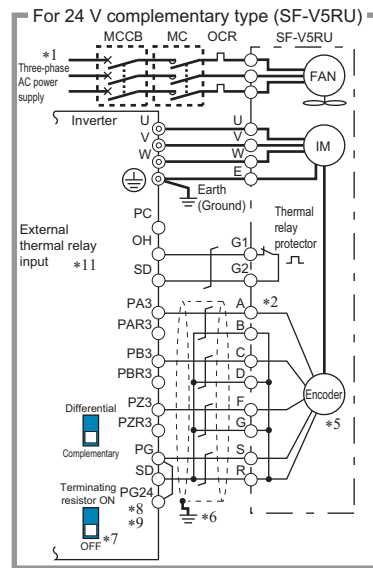 For 24 V complementary type (SF-V5RU)
MCCB MC OCR SF-V5RU
*1
Three-phase
AC power
supply
FAN
Inverter
U U
V V
W W
E
IM
Earth
(Ground)
PC
Thermal
relay
protector
External
thermal relay
input *11
OH G1
SD G2
PA3 A *2
PAR3 B
PB3 C
PBR3 D
PZ3 F
PZR3 G
Encoder
*5
Differential
Complementary
PG S
SD R
Terminating
resistor ON
PG24
*8
*9
*6
*7
OFF